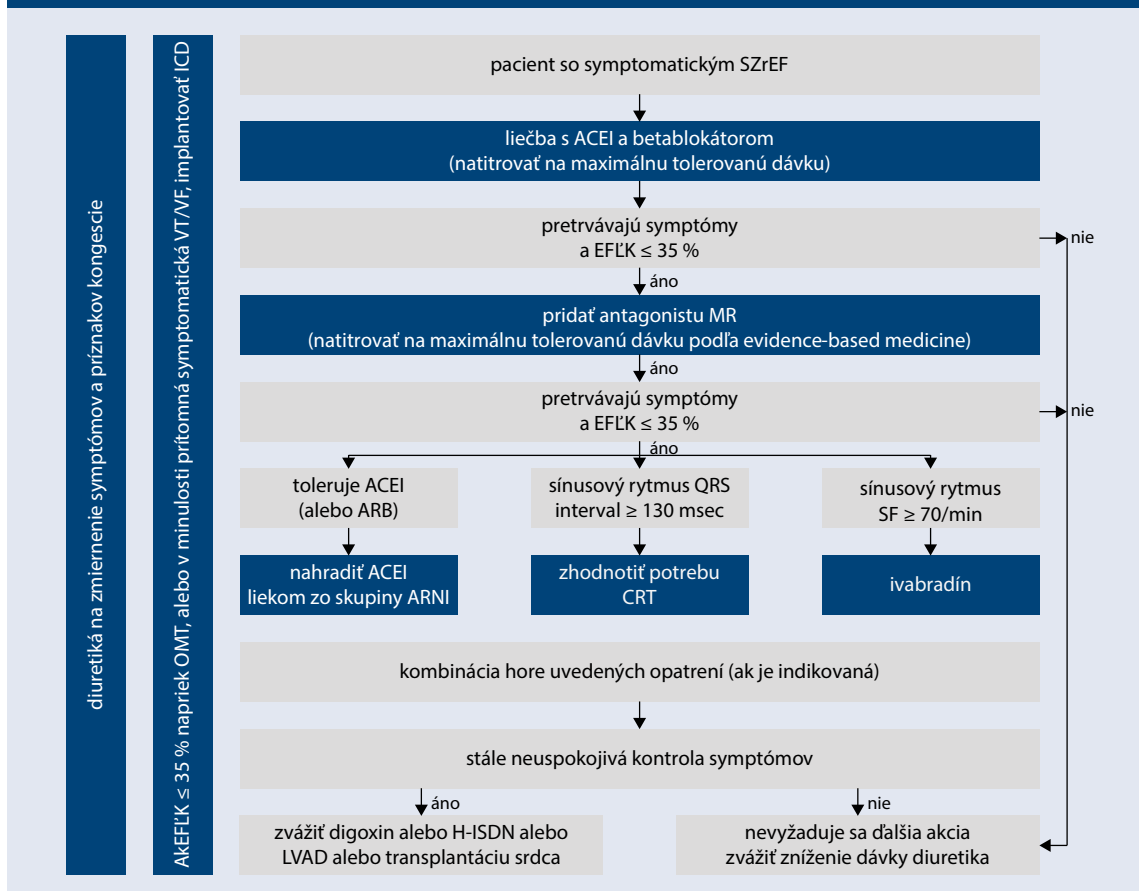 diuretiká na zmiernenie symptómov a príznakov kongescie
AkEFĽK ≤ 35 % napriek OMT, alebo v minulosti prítomná symptomatická VT/VF, implantovať ICD
pacient so symptomatickým SZrEF
liečba s ACEI a betablokátorom
(natitrovať na maximálnu tolerovanú dávku)
pretrvávajú symptómy
a EFĽK ≤ 35 %
nie
áno
pridať antagonistu MR
(natitrovať na maximálnu tolerovanú dávku podľa evidence-based medicine)
áno
pretrvávajú symptómy
a EFĽK ≤ 35 %
nie
áno
toleruje ACEI
(alebo ARB)
sínusový rytmus QRS
interval ≥ 130 msec
sínusový rytmus
SF ≥ 70/min
nahradiť ACEI
liekom zo skupiny ARNI
zhodnotiť potrebu
CRT
ivabradín
kombinácia hore uvedených opatrení (ak je indikovaná)
stále neuspokojivá kontrola symptómov
áno
nie
zvážiť digoxin alebo H-ISDN alebo
LVAD alebo transplantáciu srdca
nevyžaduje sa ďalšia akcia
zvážiť zníženie dávky diuretika